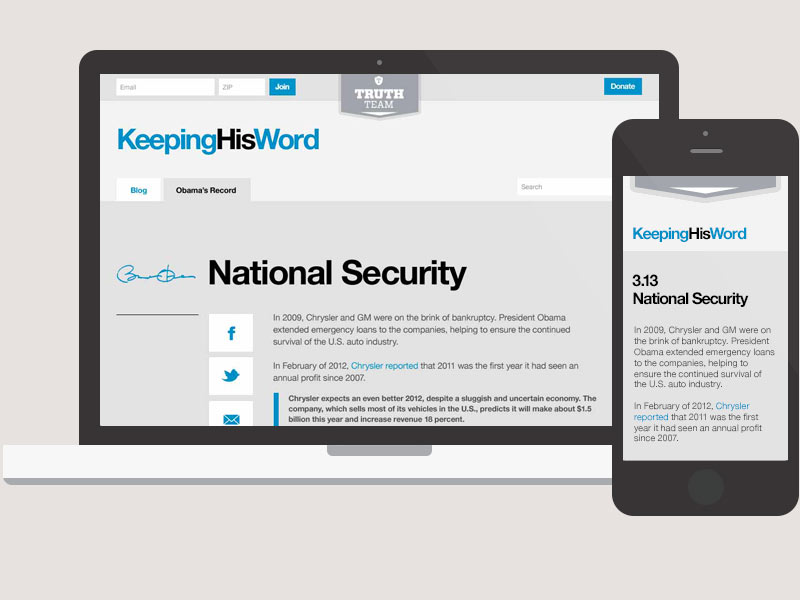 Email
ZIP
Join
TRUTH
TEAM
Donate
KeepingHisWord
Blog
Obama's Record
Search
National Security
In 2009, Chrysler and GM were on the brink of bankruptcy. President Obama
extended emergency loans to the companies, helping to ensure the continued
survival of the U.S. auto industry.
In February of 2012, Chrysler reported that 2011 was the first year it had seen an
annual profit since 2007.
Chrysler expects an even better 2012, despite a sluggish and uncertain economy. The
company, which sells most of its vehicles in the U.S., predicts it will make about $1.5
billion this year and increase revenue 18 percent.
KeepingHisWord
3.13
National Security
In 2009, Chrysler and GM were on
the brink of bankruptcy. President
Obama extended emergency loans
to the companies, helping to
ensure the continued survival of
the U.S. auto industry.
In February of 2012, Chrysler
reported that 2011 was the first
year it had seen an annual profit
since 2007.